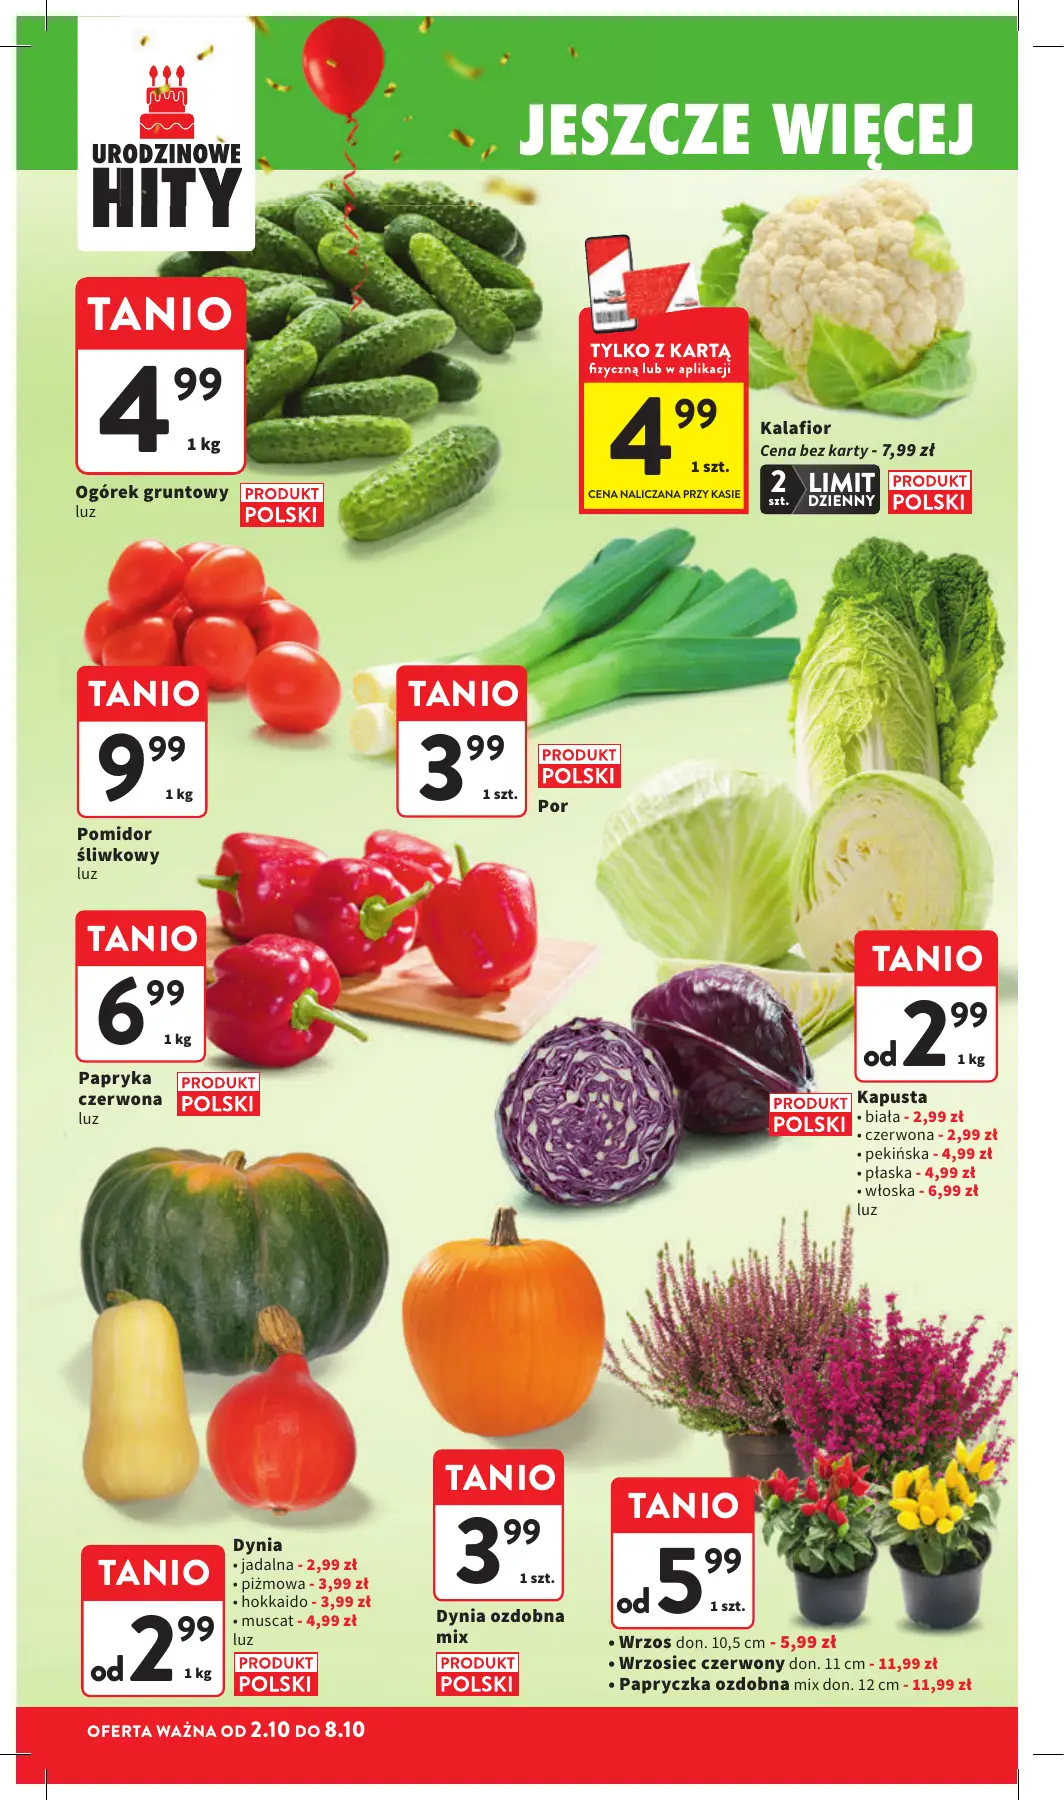 URODZINOWE
HITY
JESZCZE WIĘCEJ
TANIO
4 99
1 kg
Ogórek gruntowy
luz
PRODUKT
POLSKI
TYLKO Z KARTĄ
fizyczną lub w aplikacji
4 99
1 szt.
CENA NALICZANA PRZY KASIE
Kalafior
Cena bez karty - 7,99 zł
2 szt. LIMIT DZIENNY
PRODUKT
POLSKI
TANIO
9 99
1 kg
Pomidor
śliwkowy
luz
TANIO
3 99
1 szt.
PRODUKT
POLSKI
Por
TANIO
6 99
1 kg
Papryka
czerwona
luz
PRODUKT
POLSKI
TANIO
od 2 99
1 kg
PRODUKT
POLSKI
Kapusta
• biała - 2,99 zł
• czerwona - 2,99 zł
• pekińska - 4,99 zł
• płaska - 4,99 zł
• włoska - 6,99 zł
luz
TANIO
od 2 99
1 kg
Dynia
• jadalna - 2,99 zł
• piżmowa - 3,99 zł
• hokkaido - 3,99 zł
• muscat - 4,99 zł
luz
PRODUKT
POLSKI
TANIO
3 99
1 szt.
Dynia ozdobna
mix
PRODUKT
POLSKI
TANIO
od 5 99
1 szt.
• Wrzos don. 10,5 cm - 5,99 zł
• Wrzosiec czerwony don. 11 cm - 11,99 zł
• Papryczka ozdobna mix don. 12 cm - 11,99 zł
OFERTA WAŻNA OD 2.10 DO 8.10